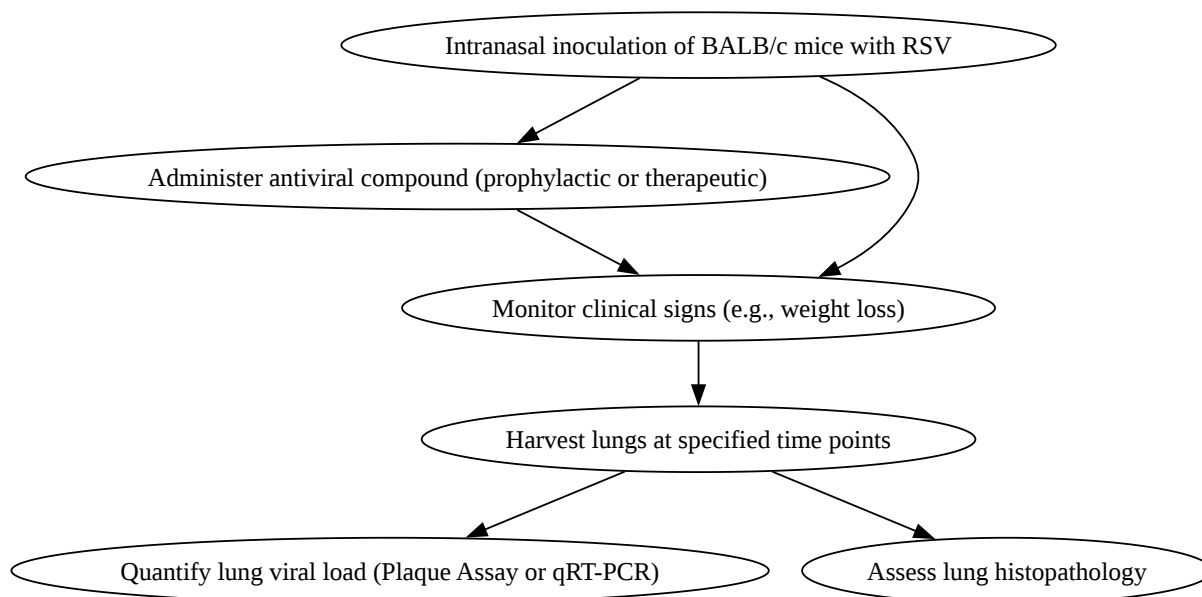 Intranasal inoculation of BALB/c mice with RSV
Administer antiviral compound (prophylactic or therapeutic)
Monitor clinical signs (e.g., weight loss)
Harvest lungs at specified time points
Quantify lung viral load (Plaque Assay or qRT-PCR)
Assess lung histopathology